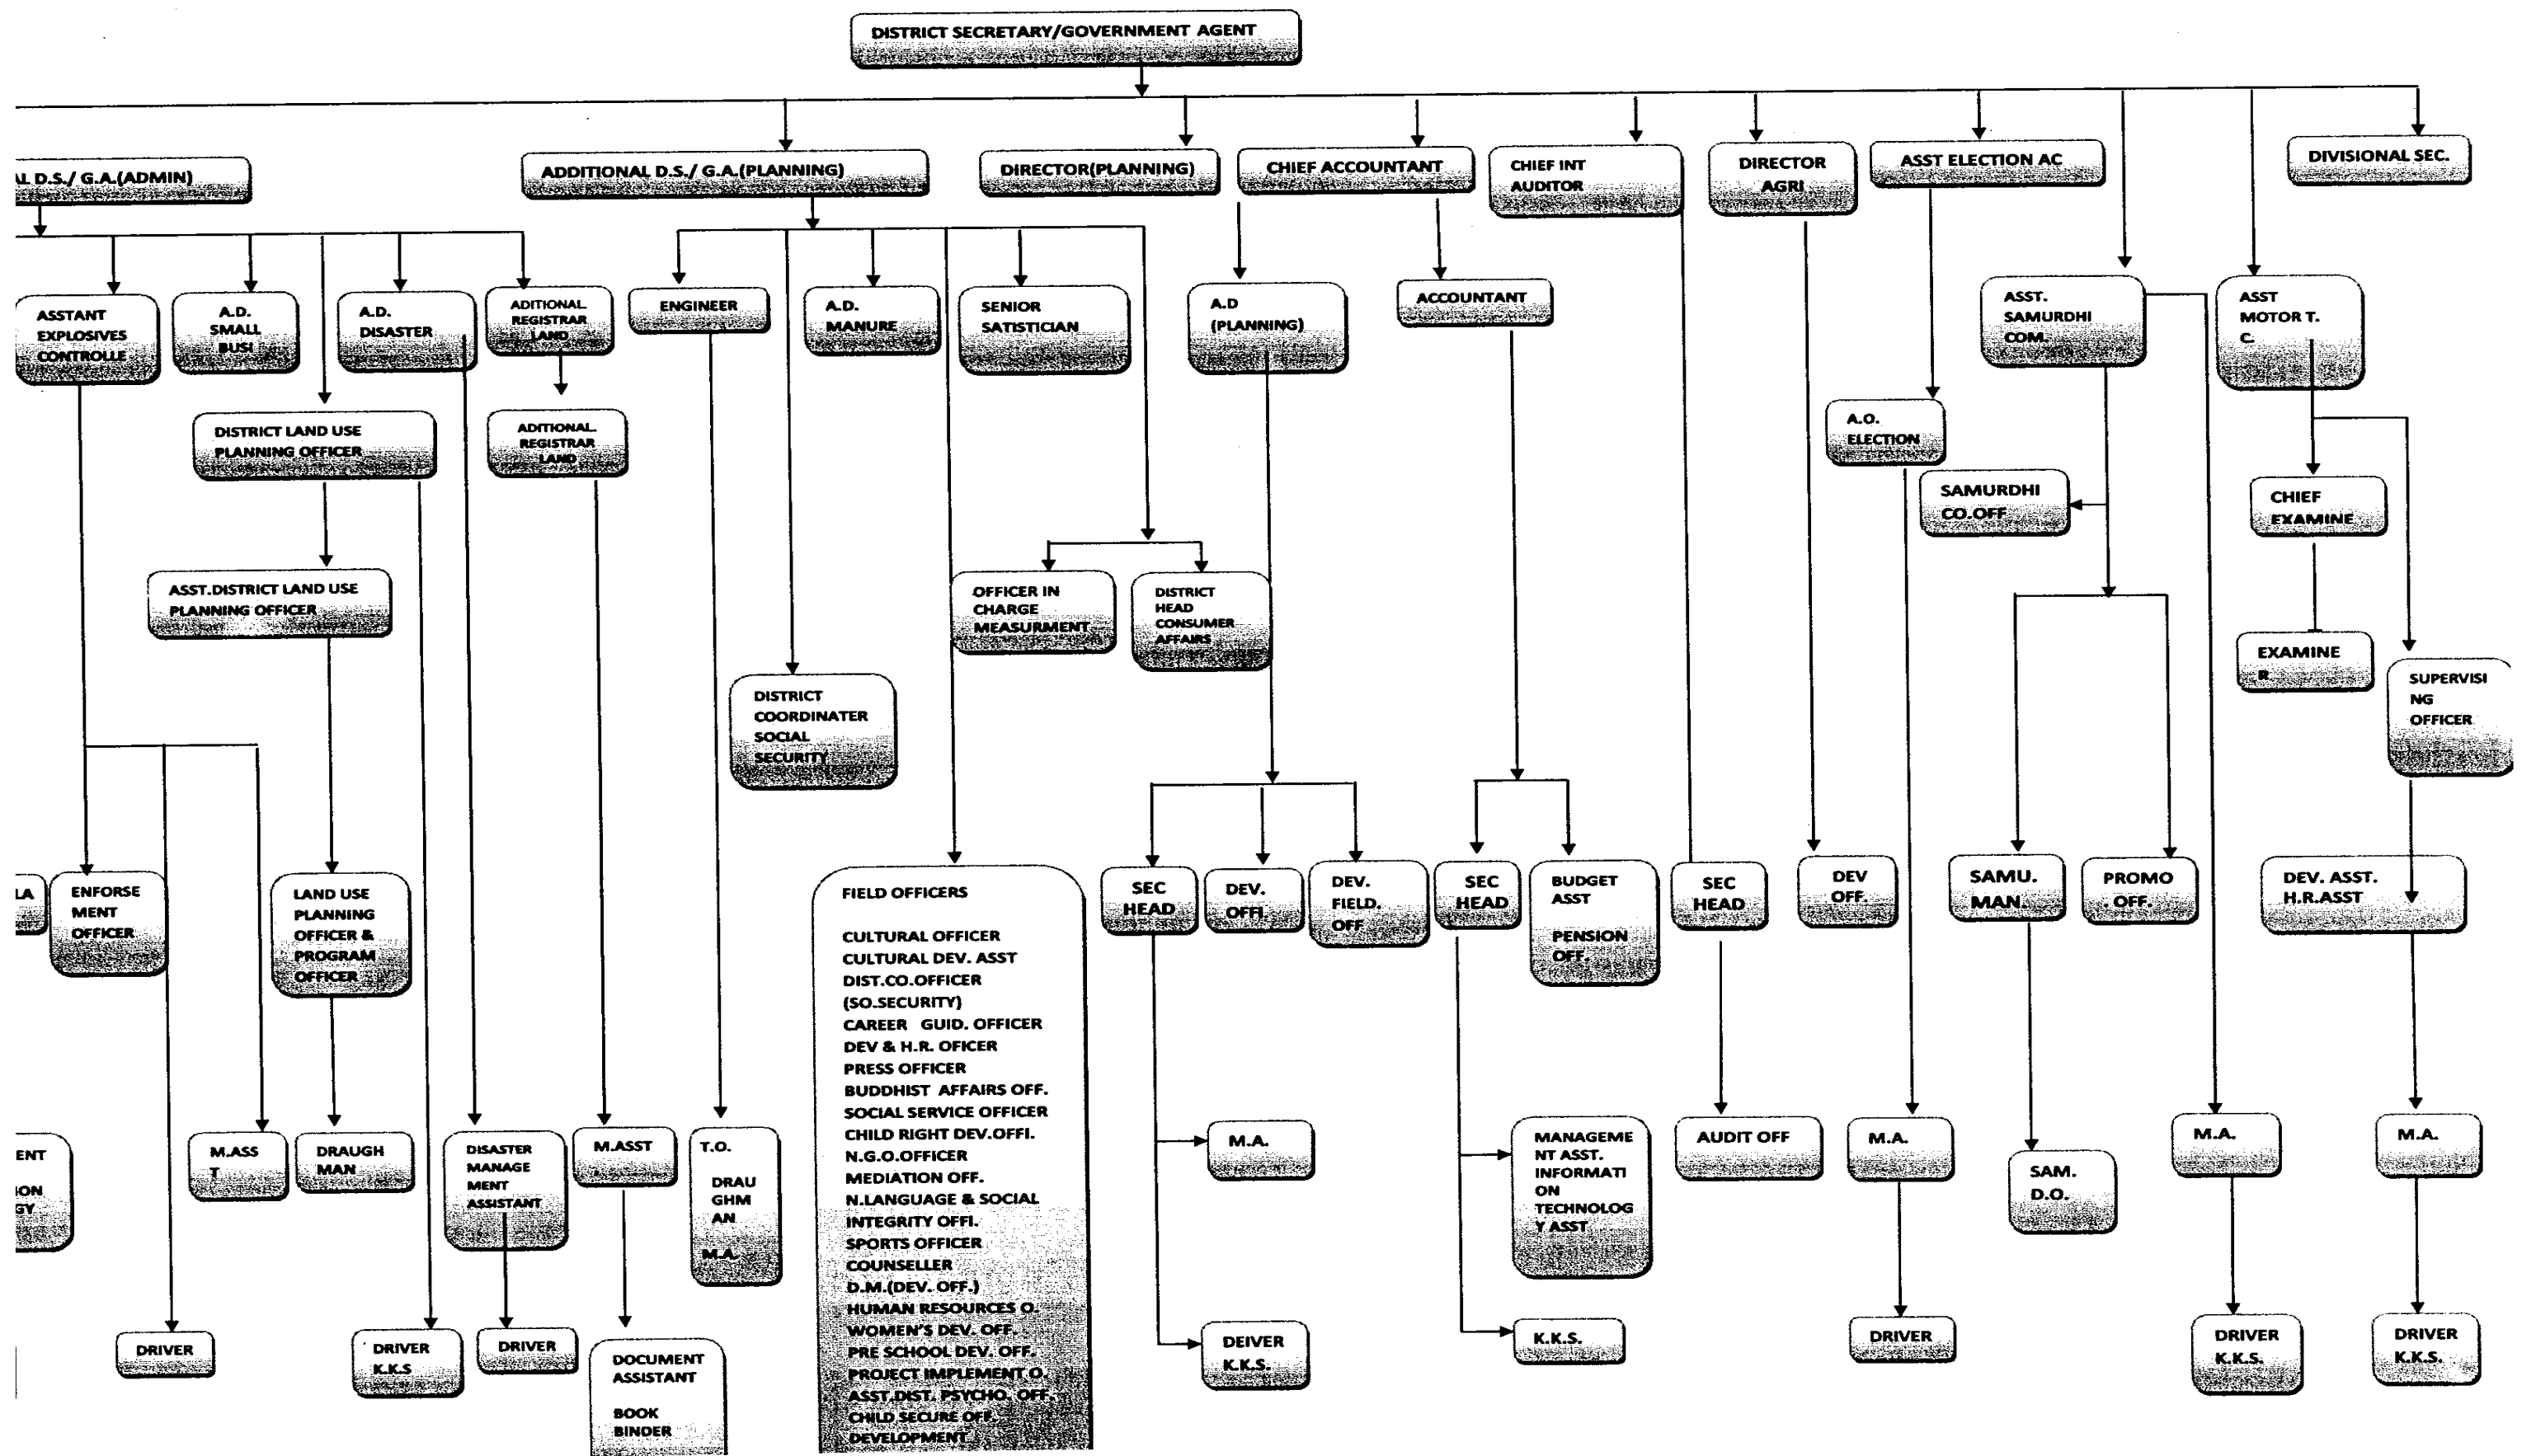 DISTRICT SECRETARY/GOVERNMENT AGENT
AL D.S./ G.A.(ADMIN)
ADDITIONAL D.S./ G.A.(PLANNING)
DIRECTOR(PLANNING)
CHIEF ACCOUNTANT
CHIEF INT
AUDITOR
DIRECTOR
AGRI
ASST ELECTION AC
DIVISIONAL SEC.
ASSTANT
EXPLOSIVES
CONTROLLE
A.D.
SMALL
BUSI
A.D.
DISASTER
ADITIONAL.
REGISTRAR
LAND
ENGINEER
A.D.
MANURE
SENIOR
SATISTICIAN
A.D
(PLANNING)
ACCOUNTANT
ASST.
SAMURDHI
COM.
ASST
MOTOR T.
C.
DISTRICT LAND USE
PLANNING OFFICER
ADITIONAL.
REGISTRAR
LAND
A.O.
ELECTION
SAMURDHI
CO.OFF
CHIEF
EXAMINE
ASST.DISTRICT LAND USE
PLANNING OFFICER
OFFICER IN
CHARGE
MEASURMENT
DISTRICT
HEAD
CONSUMER
AFFAIRS
EXAMINE
R
DISTRICT
COORDINATER
SOCIAL
SECURITY
SUPERVISI
NG
OFFICER
LA
ENFORSE
MENT
OFFICER
LAND USE
PLANNING
OFFICER &
PROGRAM
OFFICER
FIELD OFFICERS
CULTURAL OFFICER
CULTURAL DEV. ASST
DIST.CO.OFFICER
(SO.SECURITY)
CAREER GUID. OFFICER
DEV & H.R. OFICER
PRESS OFFICER
BUDDHIST AFFAIRS OFF.
SOCIAL SERVICE OFFICER
CHILD RIGHT DEV.OFFI.
N.G.O.OFFICER
MEDIATION OFF.
N.LANGUAGE & SOCIAL
INTEGRITY OFFI.
SPORTS OFFICER
COUNSELLER
D.M.(DEV. OFF.)
HUMAN RESOURCES O.
WOMEN'S DEV. OFF.
PRE SCHOOL DEV. OFF.
PROJECT IMPLEMENT O.
ASST.DIST. PSYCHO. OFF.
CHILD SECURE OFF.
DEVELOPMENT
SEC
HEAD
DEV.
OFFI.
DEV.
FIELD.
OFF
SEC
HEAD
BUDGET
ASST
PENSION
OFF.
SEC
HEAD
DEV
OFF.
SAMU.
MAN.
PROMO
. OFF.
DEV. ASST.
H.R.ASST
ENT
ION
GY
M.ASS
T
DRAUGH
MAN
DISASTER
MANAGE
MENT
ASSISTANT
M.ASST
T.O.
DRAU
GHM
AN
M.A.
M.A.
MANAGEME
NT ASST.
INFORMATI
ON
TECHNOLOG
Y ASST
AUDIT OFF
M.A.
SAM.
D.O.
M.A.
M.A.
DRIVER
DRIVER
K.K.S
DRIVER
DOCUMENT
ASSISTANT
BOOK
BINDER
DEIVER
K.K.S.
K.K.S.
DRIVER
DRIVER
K.K.S.
DRIVER
K.K.S.